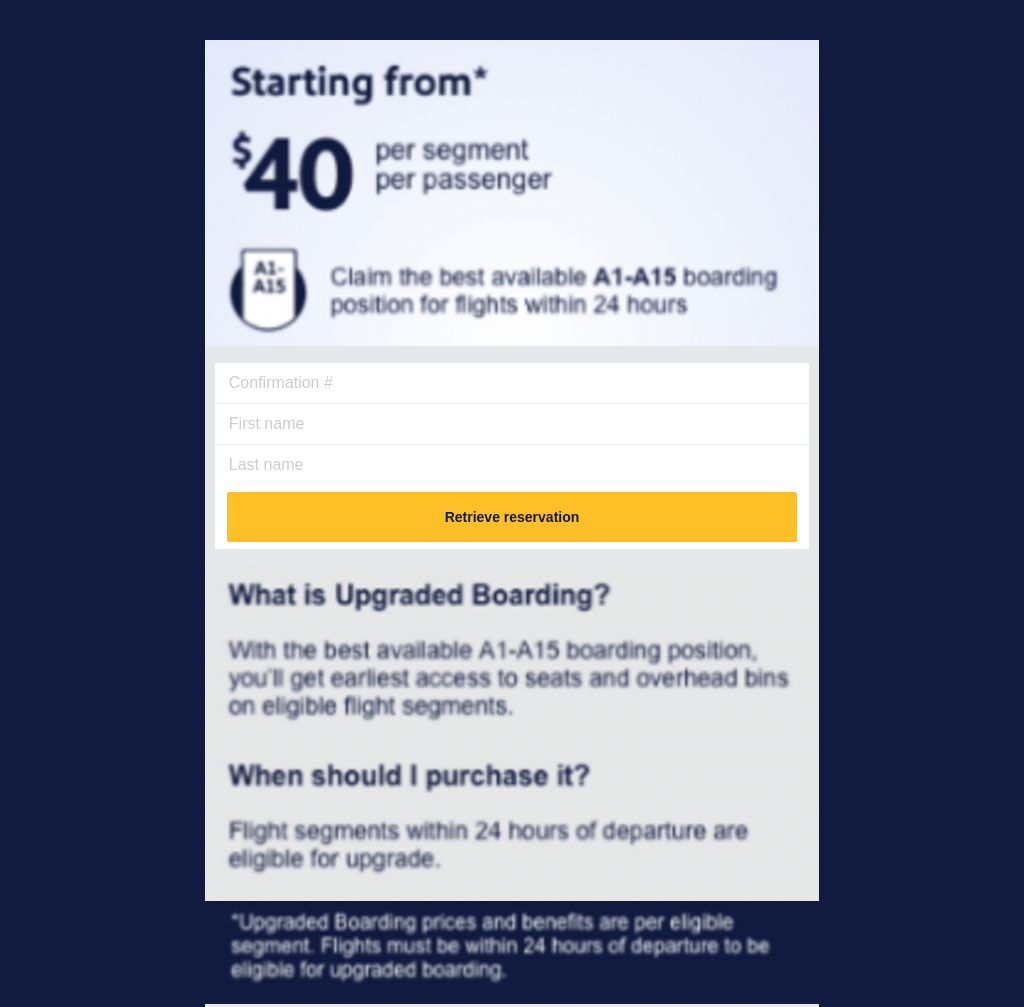 Starting from*
$40 per segment
per passenger
A1-
A15
Claim the best available A1-A15 boarding
position for flights within 24 hours
Confirmation #
First name
Last name
Retrieve reservation
What is Upgraded Boarding?
With the best available A1-A15 boarding position,
you'll get earliest access to seats and overhead bins
on eligible flight segments.
When should I purchase it?
Flight segments within 24 hours of departure are
eligible for upgrade.
*Upgraded Boarding prices and benefits are per eligible
segment. Flights must be within 24 hours of departure to be
eligible for upgraded boarding.